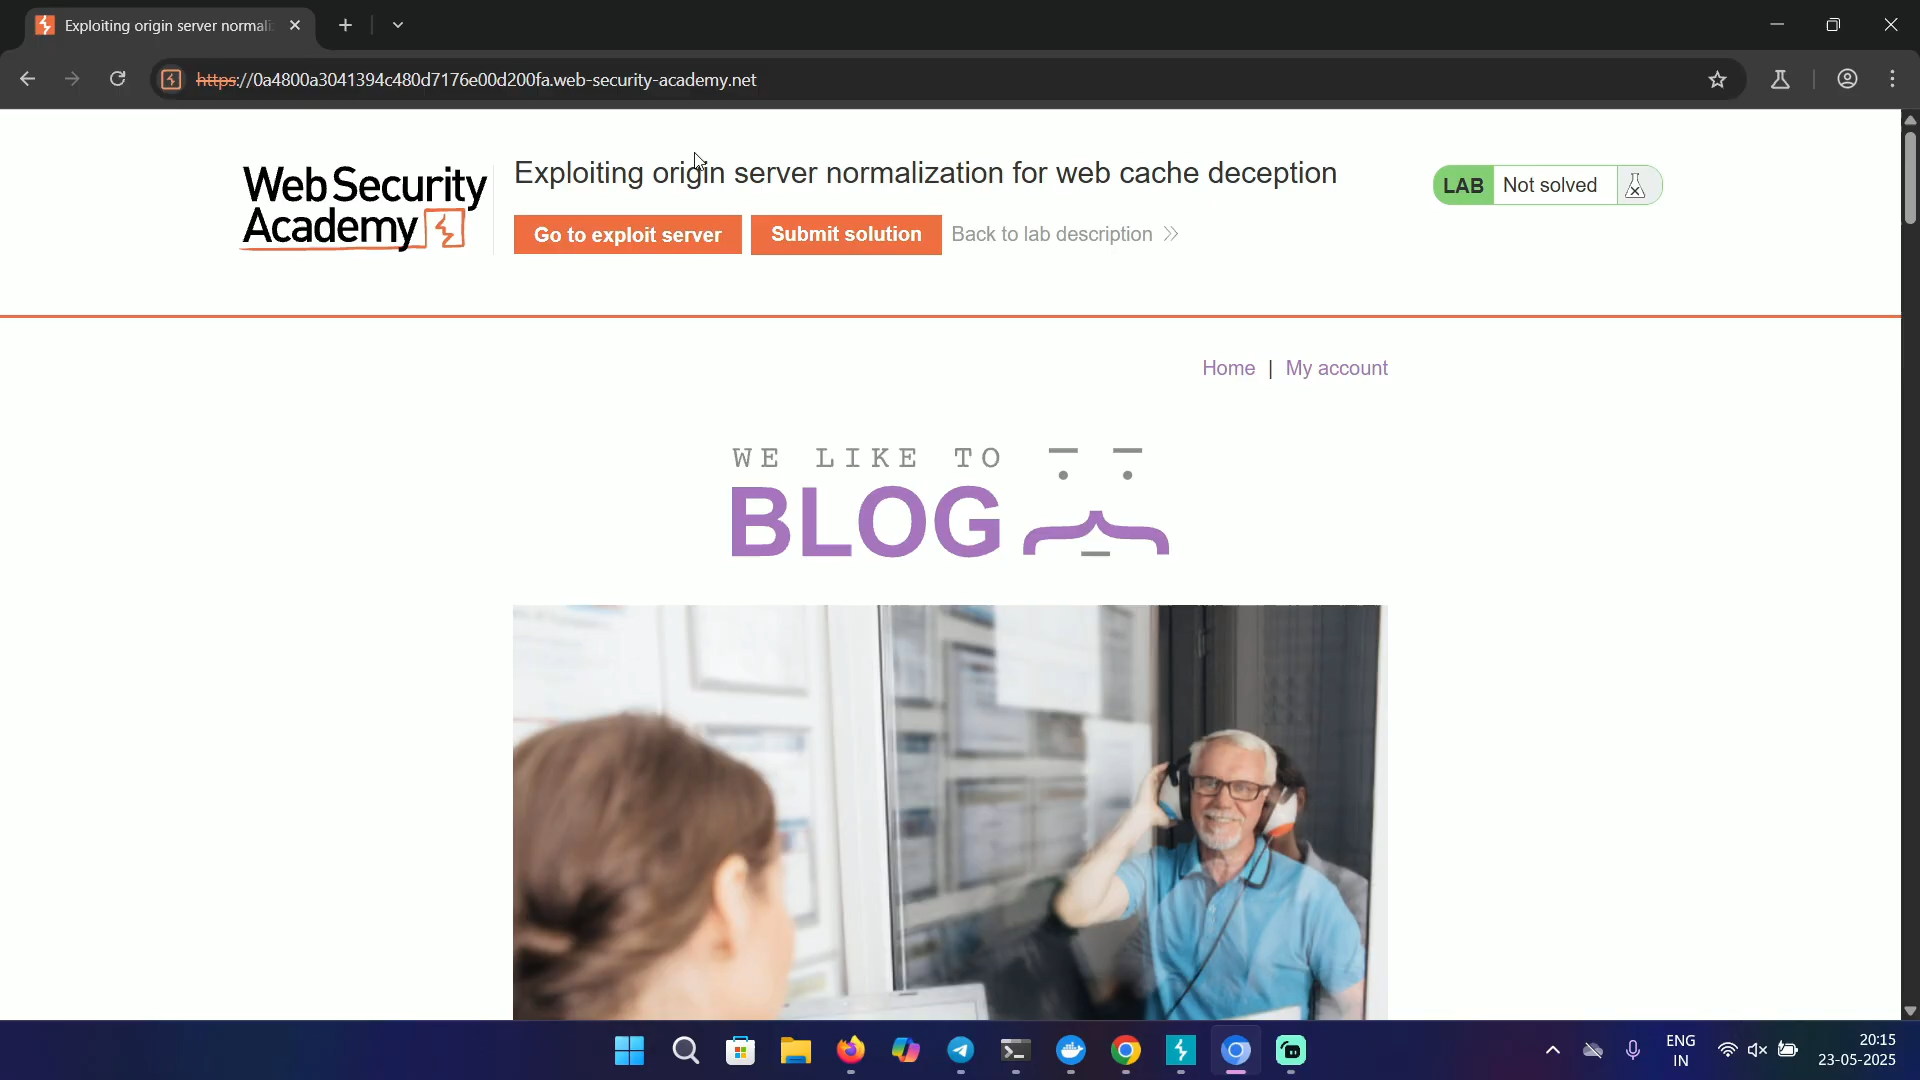 Exploiting origin server normali
https://0a4800a3041394c480d7176e00d200fa.web-security-academy.net
Web Security
Academy
Exploiting origin server normalization for web cache deception
LAB Not solved
Go to exploit server
Submit solution
Back to lab description
Home | My account
WE LIKE TO
BLOG
ENG
IN
20:15
23-05-2025